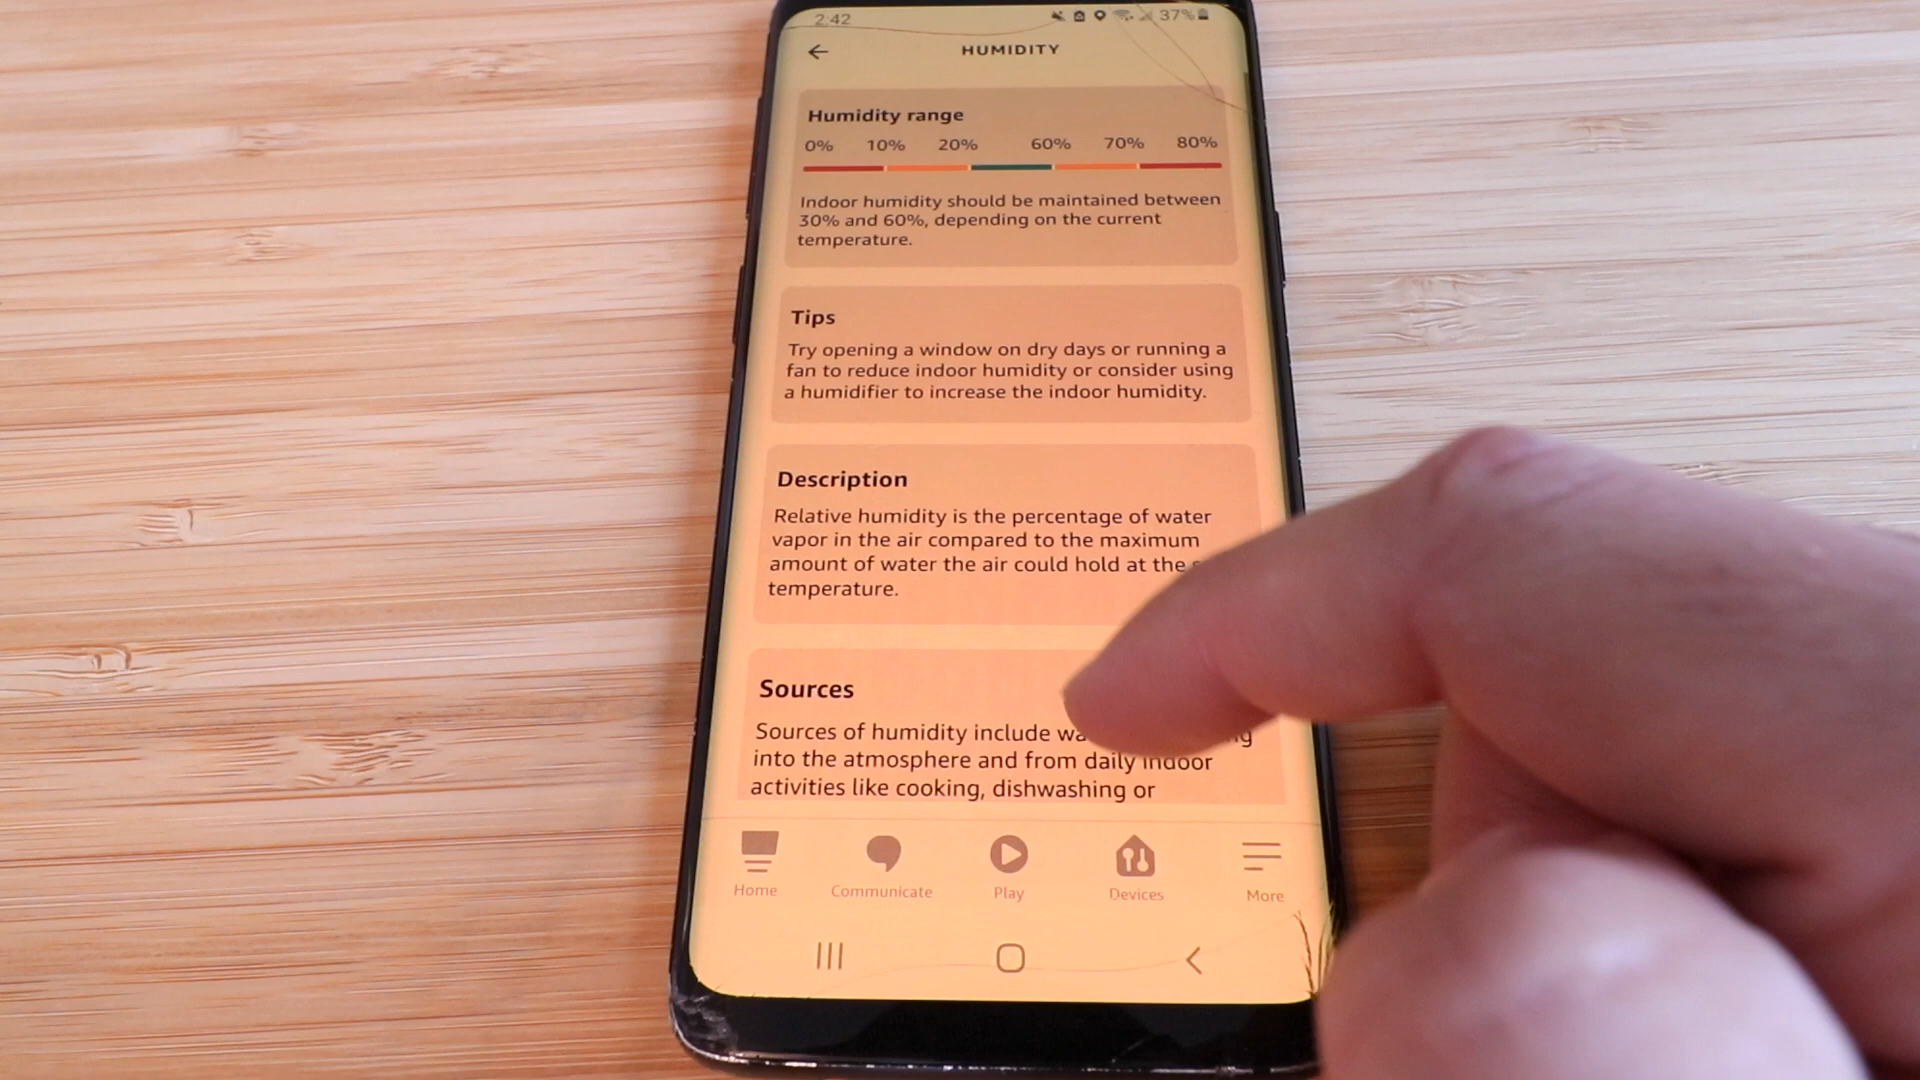 2:42 37%
HUMIDITY
Humidity range
0% 10% 20% 60% 70% 80%
Indoor humidity should be maintained between
30% and 60%, depending on the current
temperature.
Tips
Try opening a window on dry days or running a
fan to reduce indoor humidity or consider using
a humidifier to increase the indoor humidity.
Description
Relative humidity is the percentage of water
vapor in the air compared to the maximum
amount of water the air could hold at the
temperature.
Sources
Sources of humidity include
into the atmosphere and from daily indoor
activities like cooking, dishwashing or
Home Communicate Play Devices More